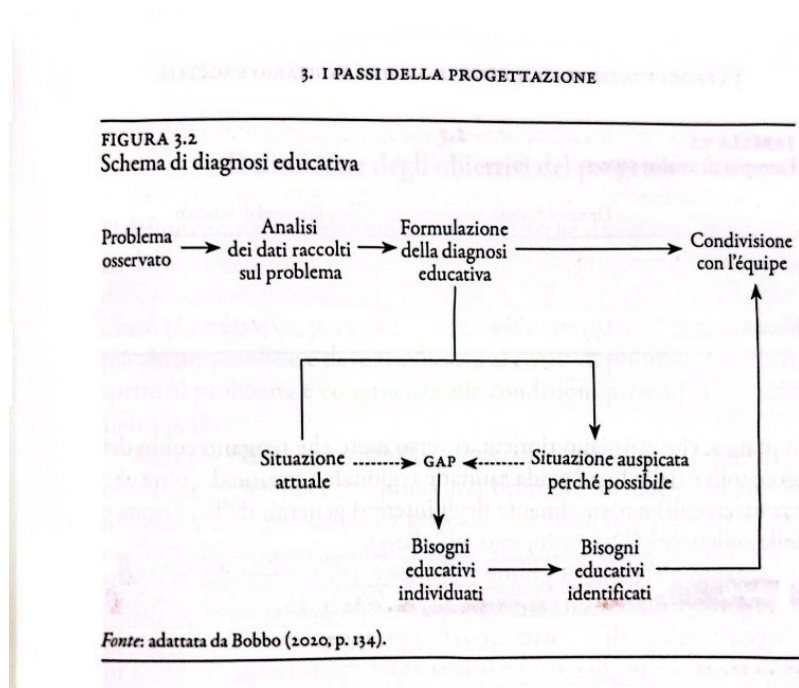 3. I PASSI DELLA PROGETTAZIONE
FIGURA 3.2
Schema di diagnosi educativa
Problema
osservato
Analisi
dei dati raccolti
sul problema
Formulazione
della diagnosi
educativa
Condivisione
con l'équipe
Situazione
attuale
GAP
Situazione auspicata
perché possibile
Bisogni
educativi
individuati
Bisogni
educativi
identificati
Fonte: adattata da Bobbo (2020, p. 134).